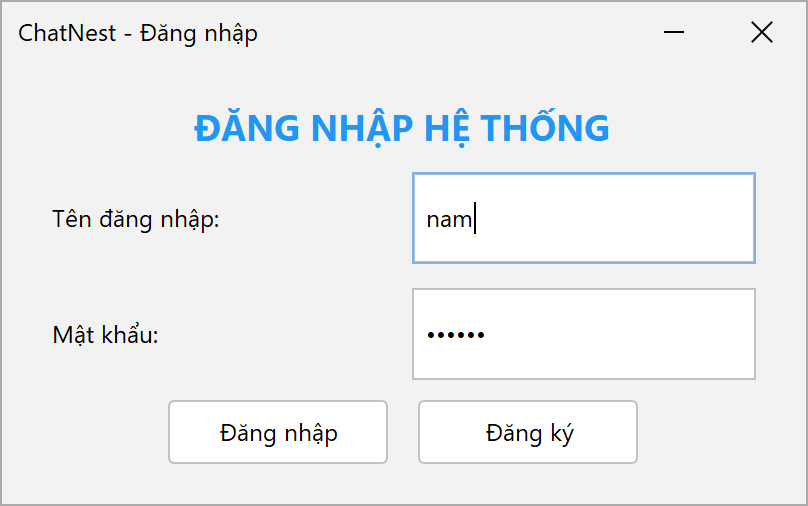 ChatNest - Đăng nhập
ĐĂNG NHẬP HỆ THỐNG
Tên đăng nhập: nam
Mật khẩu: ••••••
Đăng nhập Đăng ký